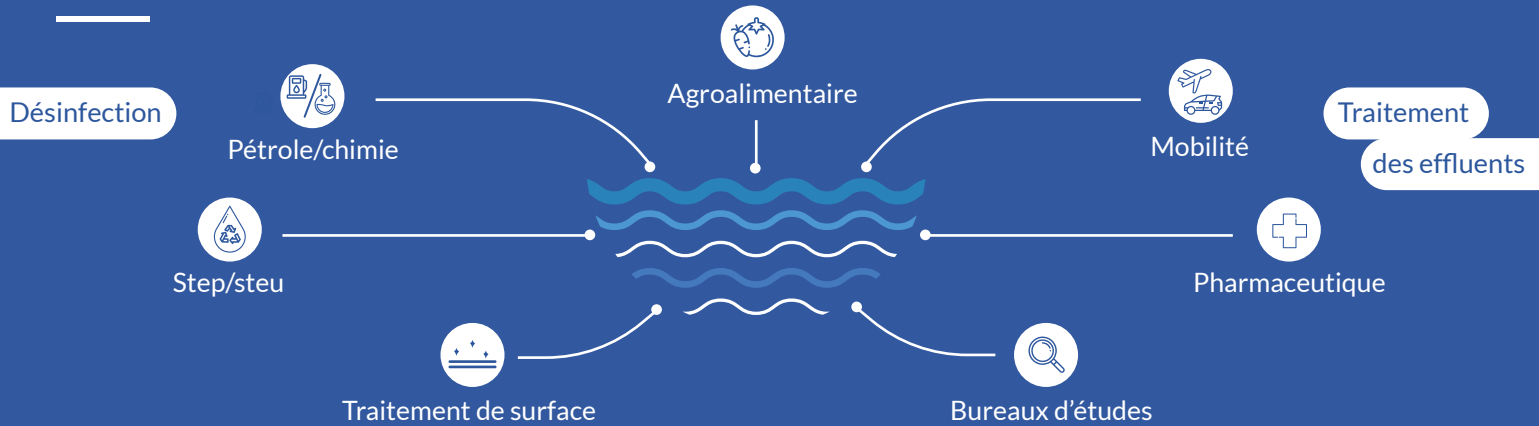 Agroalimentaire
Désinfection
Traitement
Pétrole/chimie
Mobilité
des effluents
Step/steu
Pharmaceutique
Traitement de surface
Bureaux d'études